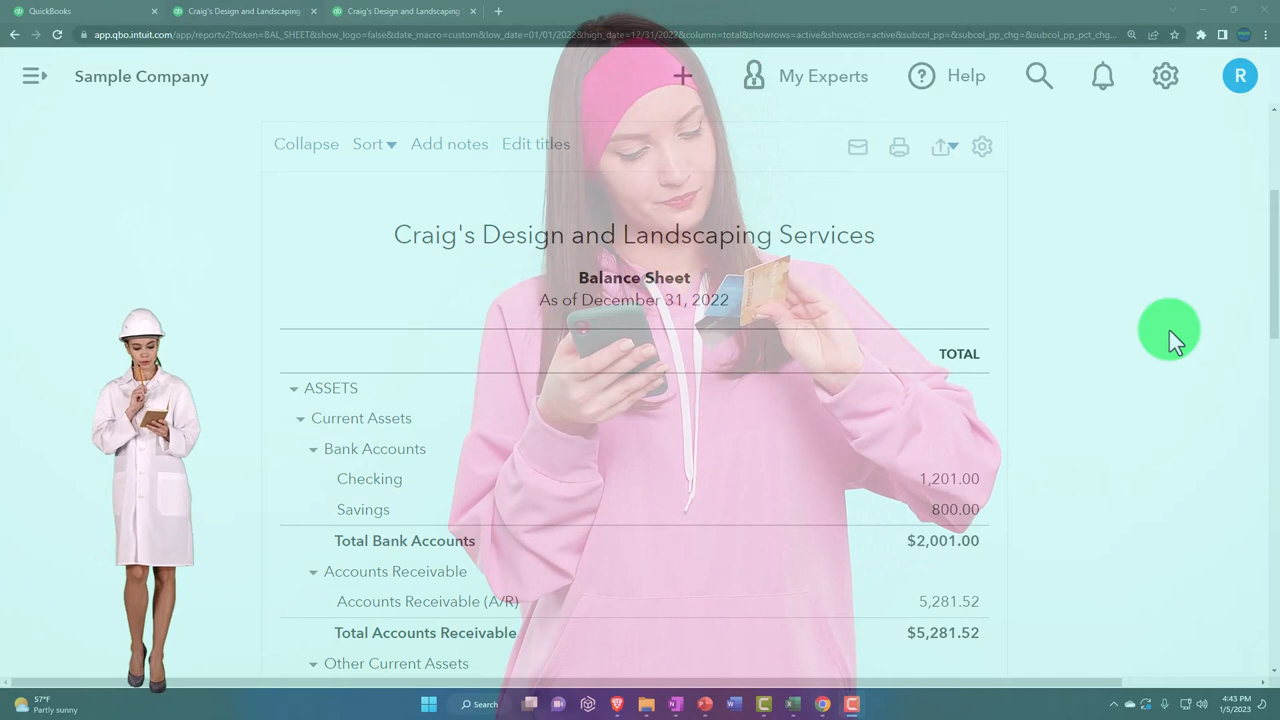 QuickBooks
Craig's Design and Landscaping
Craig's Design and Landscaping
app.qbo.intuit.com/app/reportv2?token=BAL_SHEET&show_logo=false&date_macro=custom&low_date=01/01/2022&high_date=12/31/2022&column=total&showrows=active&showcols=active&subcol_pp=&subcol_pp_chg=&subcol_pp_pct_chg...
Sample Company
My Experts
Help
R
Collapse Sort Add notes Edit titles
Craig's Design and Landscaping Services
Balance Sheet
As of December 31, 2022
TOTAL
ASSETS
Current Assets
Bank Accounts
Checking 1,201.00
Savings 800.00
Total Bank Accounts $2,001.00
Accounts Receivable
Accounts Receivable (A/R) 5,281.52
Total Accounts Receivable $5,281.52
Other Current Assets
57°F
Partly sunny
Search
4:43 PM
1/5/2023